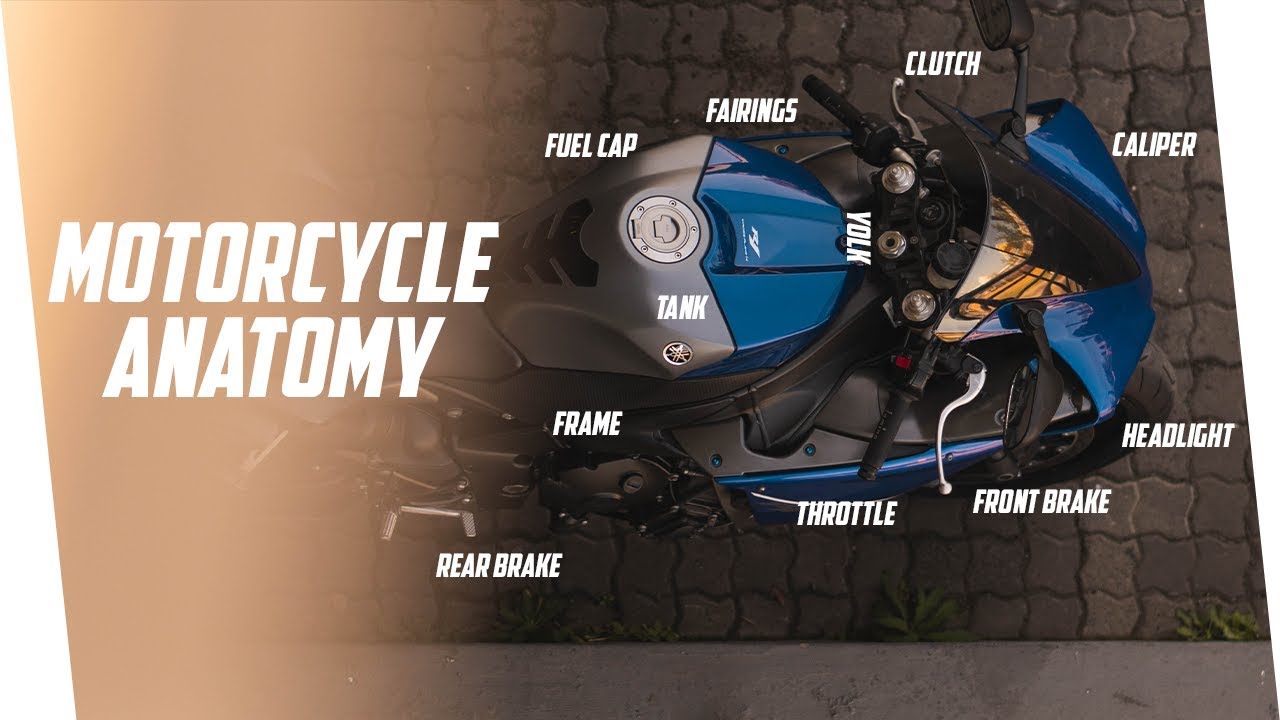 MOTORCYCLE
ANATOMY
CLUTCH
FAIRINGS
FUEL CAP
CALIPER
YOLK
TANK
FRAME
HEADLIGHT
THROTTLE
FRONT BRAKE
REAR BRAKE